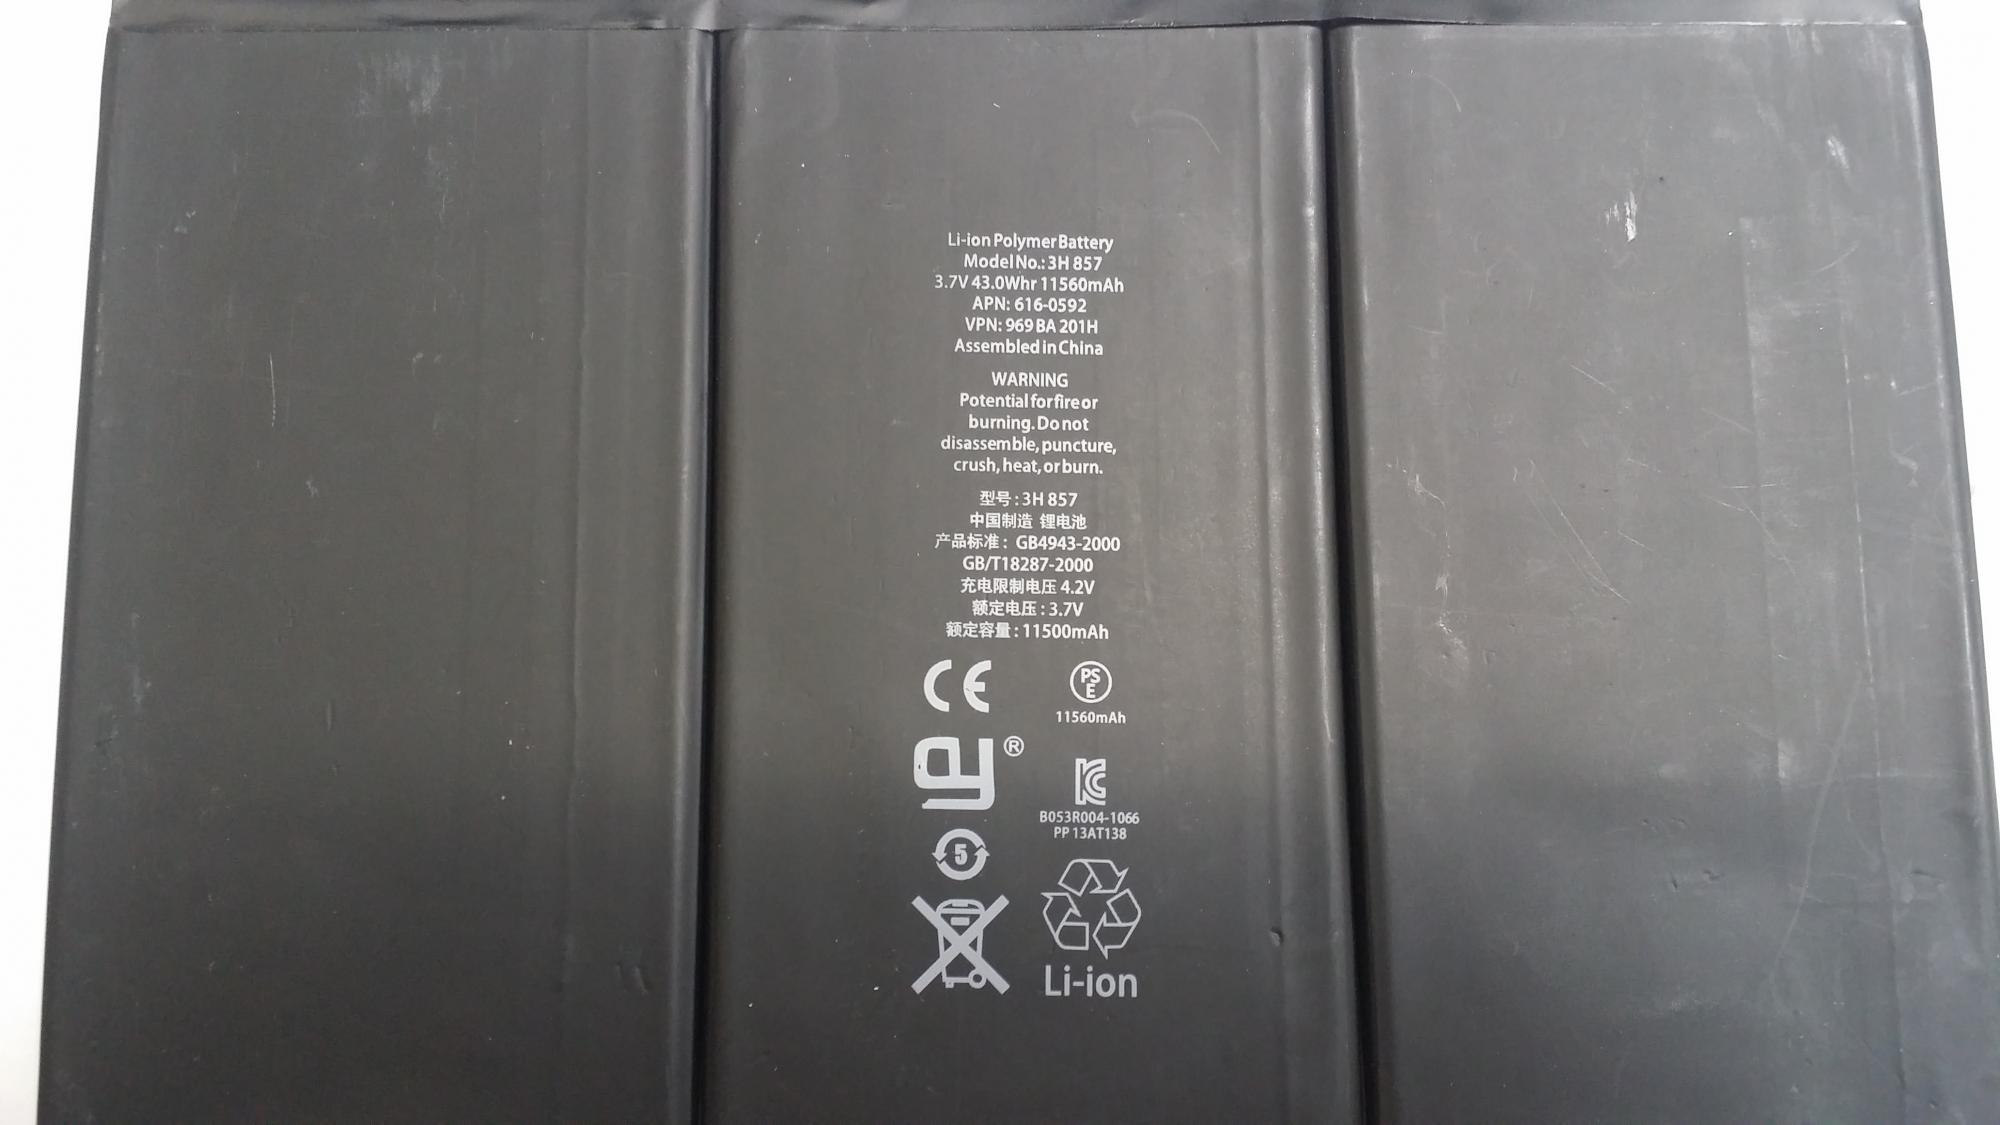 Li-ion Polymer Battery
Model No.: 3H 857
3.7V 43.0Whr 11560mAh
APN: 616-0592
VPN: 969 BA 201H
Assembled in China
WARNING
Potential for fire or
burning. Do not
disassemble, puncture,
crush, heat, or burn.
型号: 3H 857
中国制造 锂电池
产品标准: GB4943-2000
GB/T18287-2000
充电限制电压 4.2V
额定电压: 3.7V
额定容量: 11500mAh
CE
PS
E
11560mAh
®
B053R004-1066
PP 13AT138
5
Li-ion